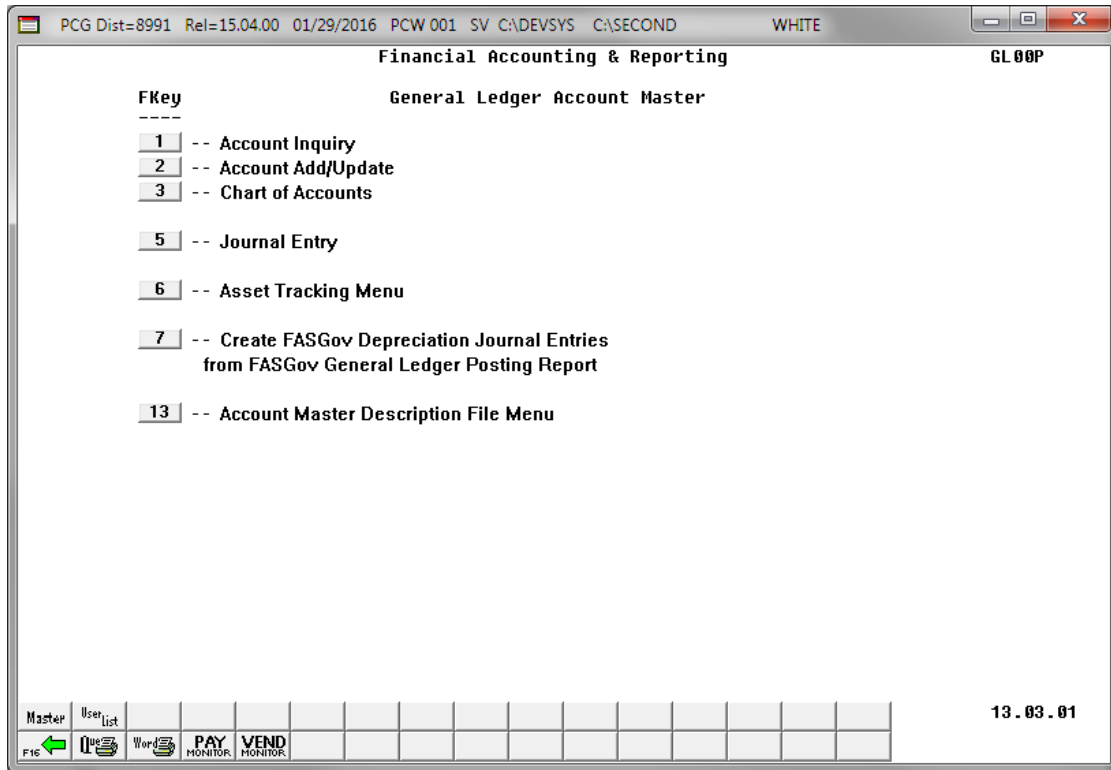 PCG Dist=8991 Rel=15.04.00 01/29/2016 PCW 001 SV C:\DEVSYS C:\SECOND WHITE
Financial Accounting & Reporting GL00P
FKey General Ledger Account Master
----
1 -- Account Inquiry
2 -- Account Add/Update
3 -- Chart of Accounts
5 -- Journal Entry
6 -- Asset Tracking Menu
7 -- Create FASGov Depreciation Journal Entries
from FASGov General Ledger Posting Report
13 -- Account Master Description File Menu
Master User List 13.03.01
F16 Que Word PAY MONITOR VEND MONITOR